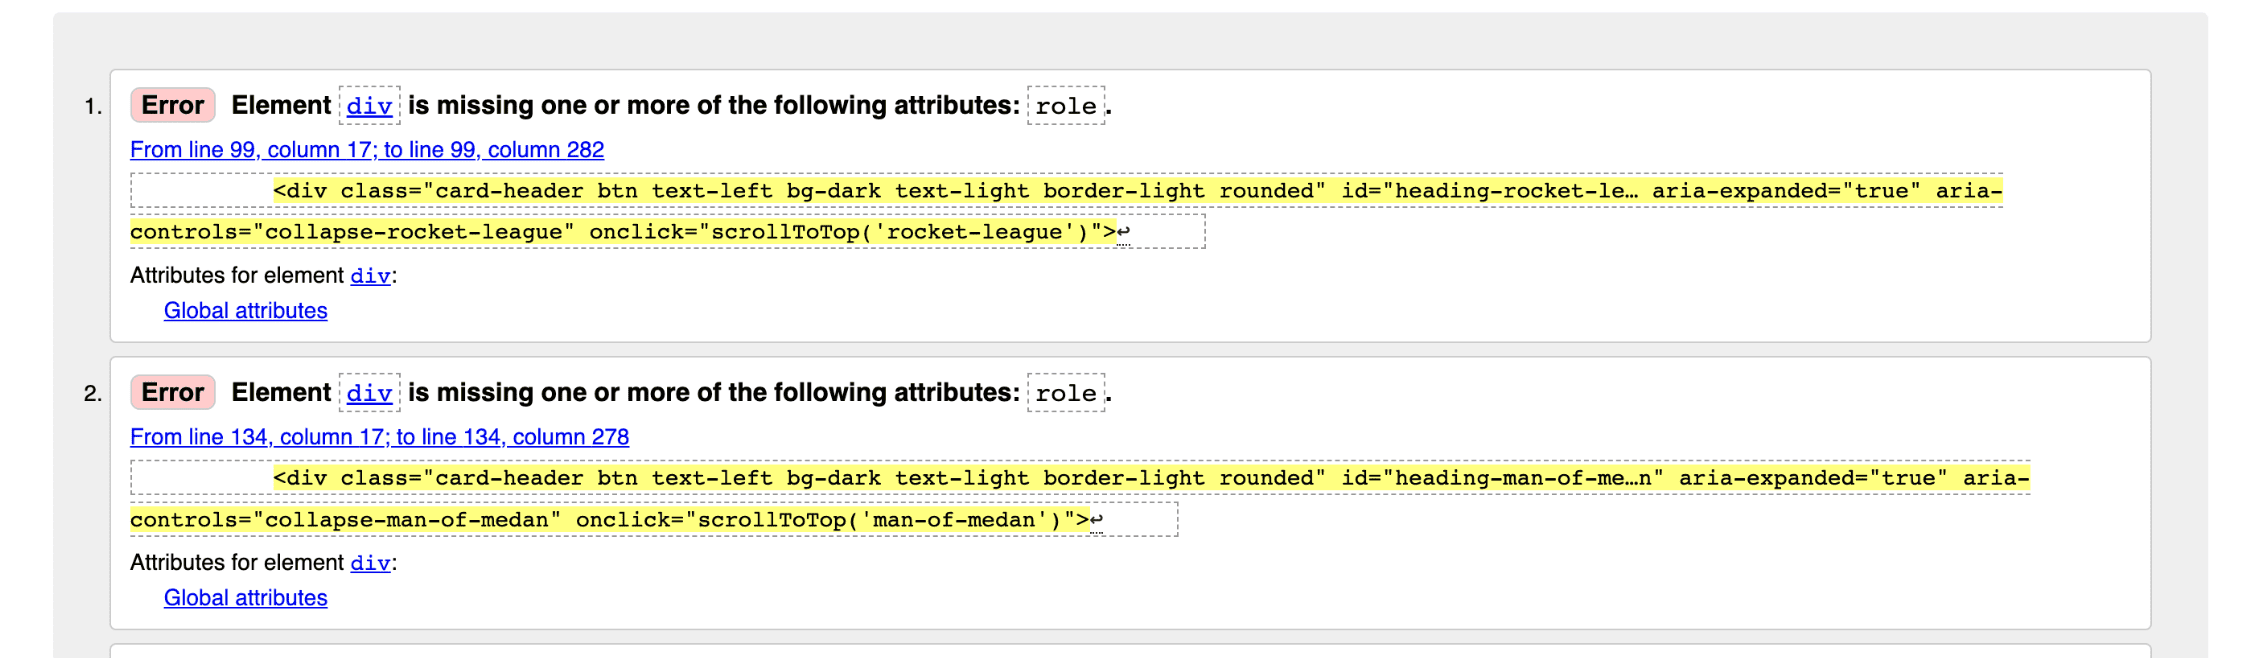 1. Error Element div is missing one or more of the following attributes: role.
From line 99, column 17; to line 99, column 282
<div class="card-header btn text-left bg-dark text-light border-light rounded" id="heading-rocket-le… aria-expanded="true" aria-
controls="collapse-rocket-league" onclick="scrollToTop('rocket-league')">↩
Attributes for element div:
Global attributes
2. Error Element div is missing one or more of the following attributes: role.
From line 134, column 17; to line 134, column 278
<div class="card-header btn text-left bg-dark text-light border-light rounded" id="heading-man-of-me…n" aria-expanded="true" aria-
controls="collapse-man-of-medan" onclick="scrollToTop('man-of-medan')">↩
Attributes for element div:
Global attributes